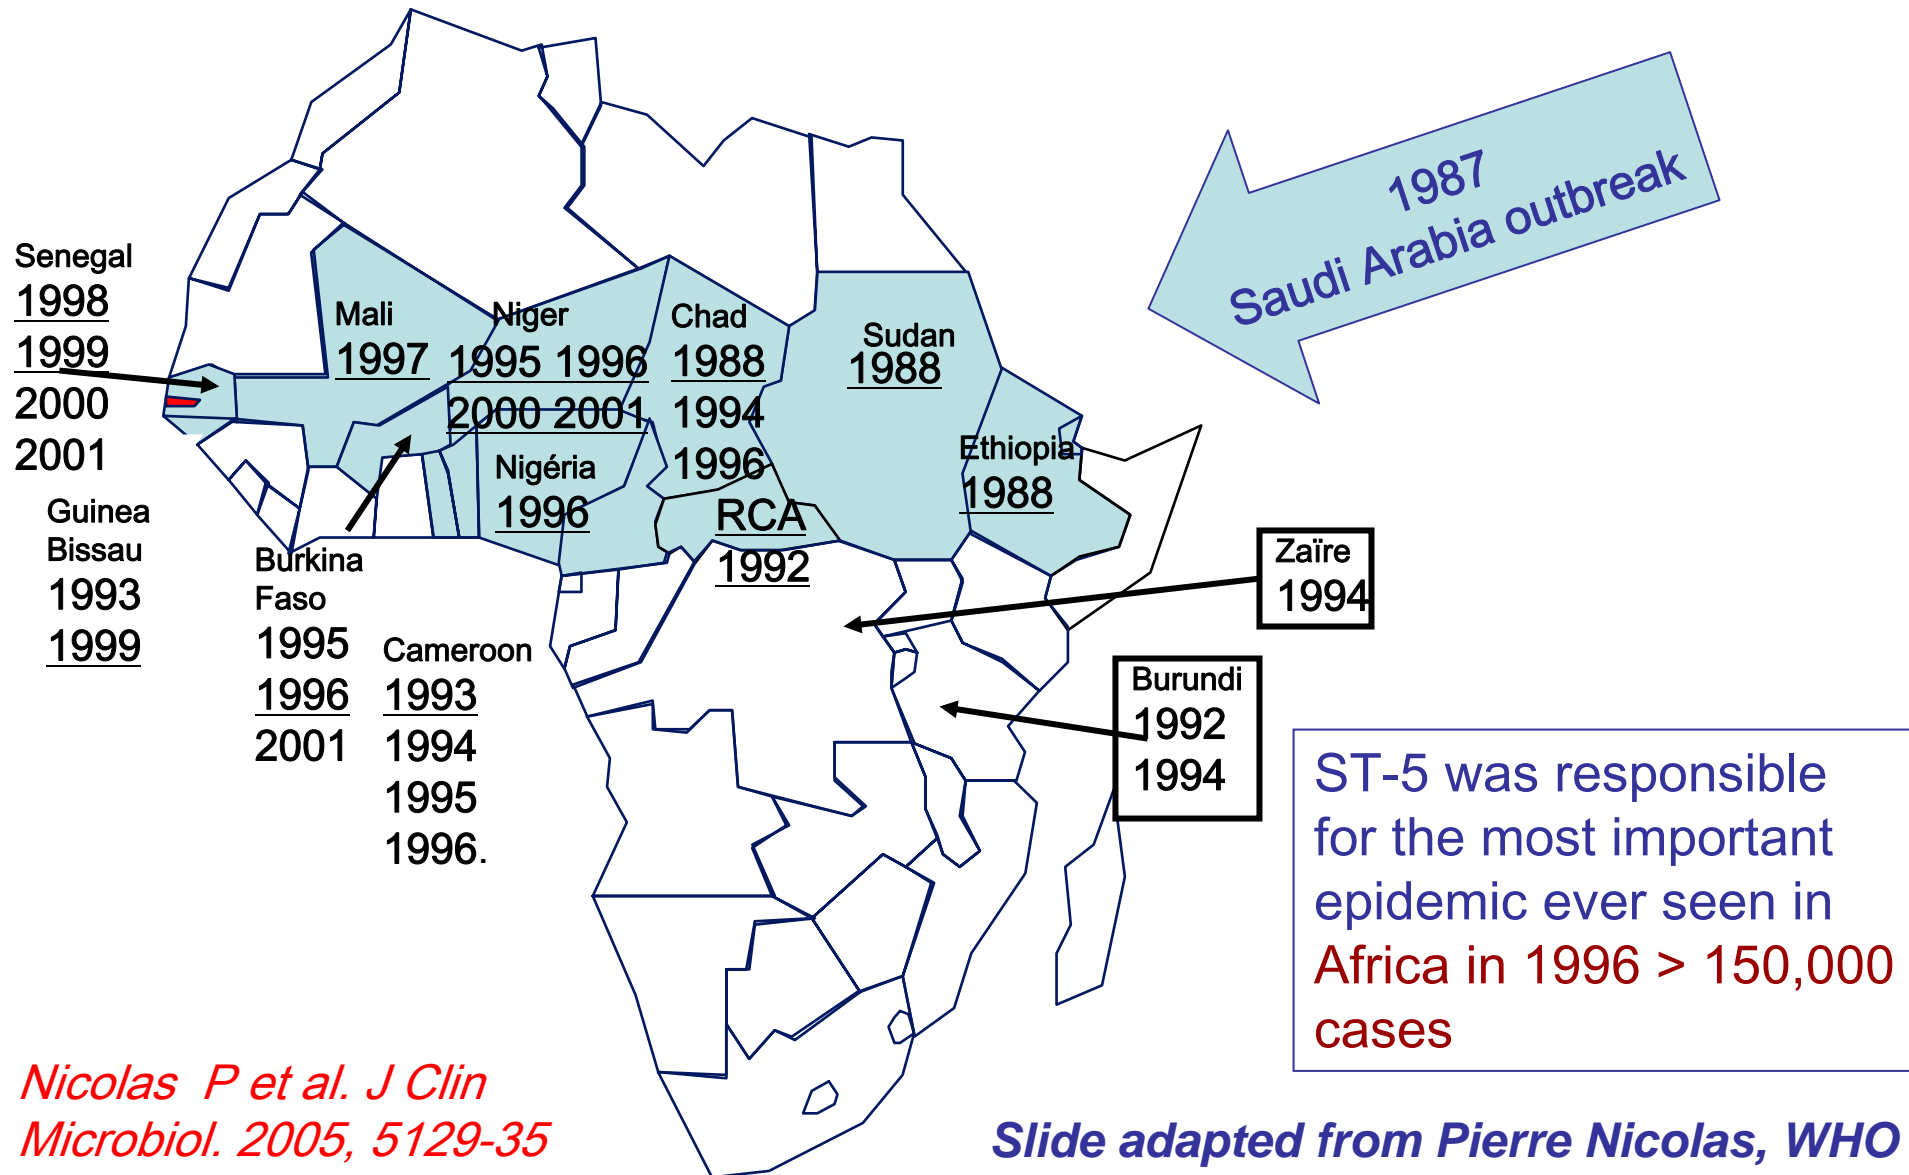 1987
Saudi Arabia outbreak
Senegal
1998
1999
2000
2001
Mali
1997
Niger
1995 1996
2000 2001
Chad
1988
1994
1996
Sudan
1988
Ethiopia
1988
Nigéria
1996
RCA
1992
Guinea
Bissau
1993
1999
Burkina
Faso
1995
1996
2001
Cameroon
1993
1994
1995
1996.
Zaïre
1994
Burundi
1992
1994
ST-5 was responsible
for the most important
epidemic ever seen in
Africa in 1996 > 150,000
cases
Nicolas P et al. J Clin
Microbiol. 2005, 5129-35
Slide adapted from Pierre Nicolas, WHO